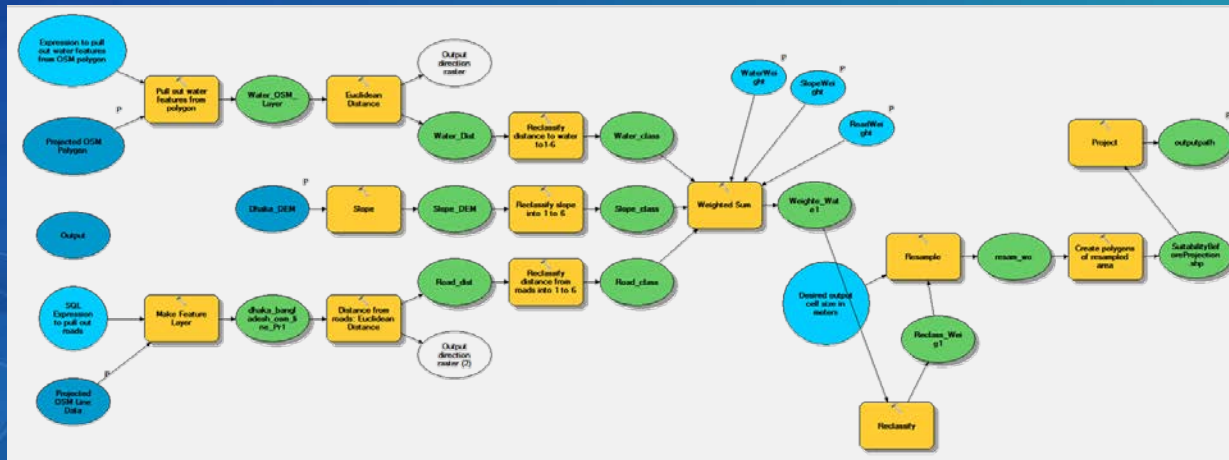 Expression to pull
out water features
from OSM polygon
P
Projected OSM
Polygon
Pull out water
features from
polygon
Water_OSM_
Layer
Euclidean
Distance
Output
direction
raster
Water_Dist
Reclassify
distance to water
to1-6
Water_class
P
Dhaka_DEM
Slope
Slope_DEM
Reclassify slope
into 1 to 6
Slope_class
Output
SQL
Expression
to pull out
roads
P
Projected
OSM Line
Data
Make Feature
Layer
dhaka_bangl
adesh_osm_li
ne_Pr1
Distance from
roads: Euclidean
Distance
Road_dist
Output
direction
raster (2)
Reclassify
distance from
roads into 1 to 6
Road_class
P
WaterWei
ght
P
SlopeWei
ght
P
RoadWei
ght
Weighted Sum
Weighte_Wat
e1
Desired output
cell size in
meters
Reclassify
Reclass_Wei
g1
Resample
resam_wo
Create polygons
of resampled
area
SuitabilityBef
oreProjection
shp
Project
P
outputpath